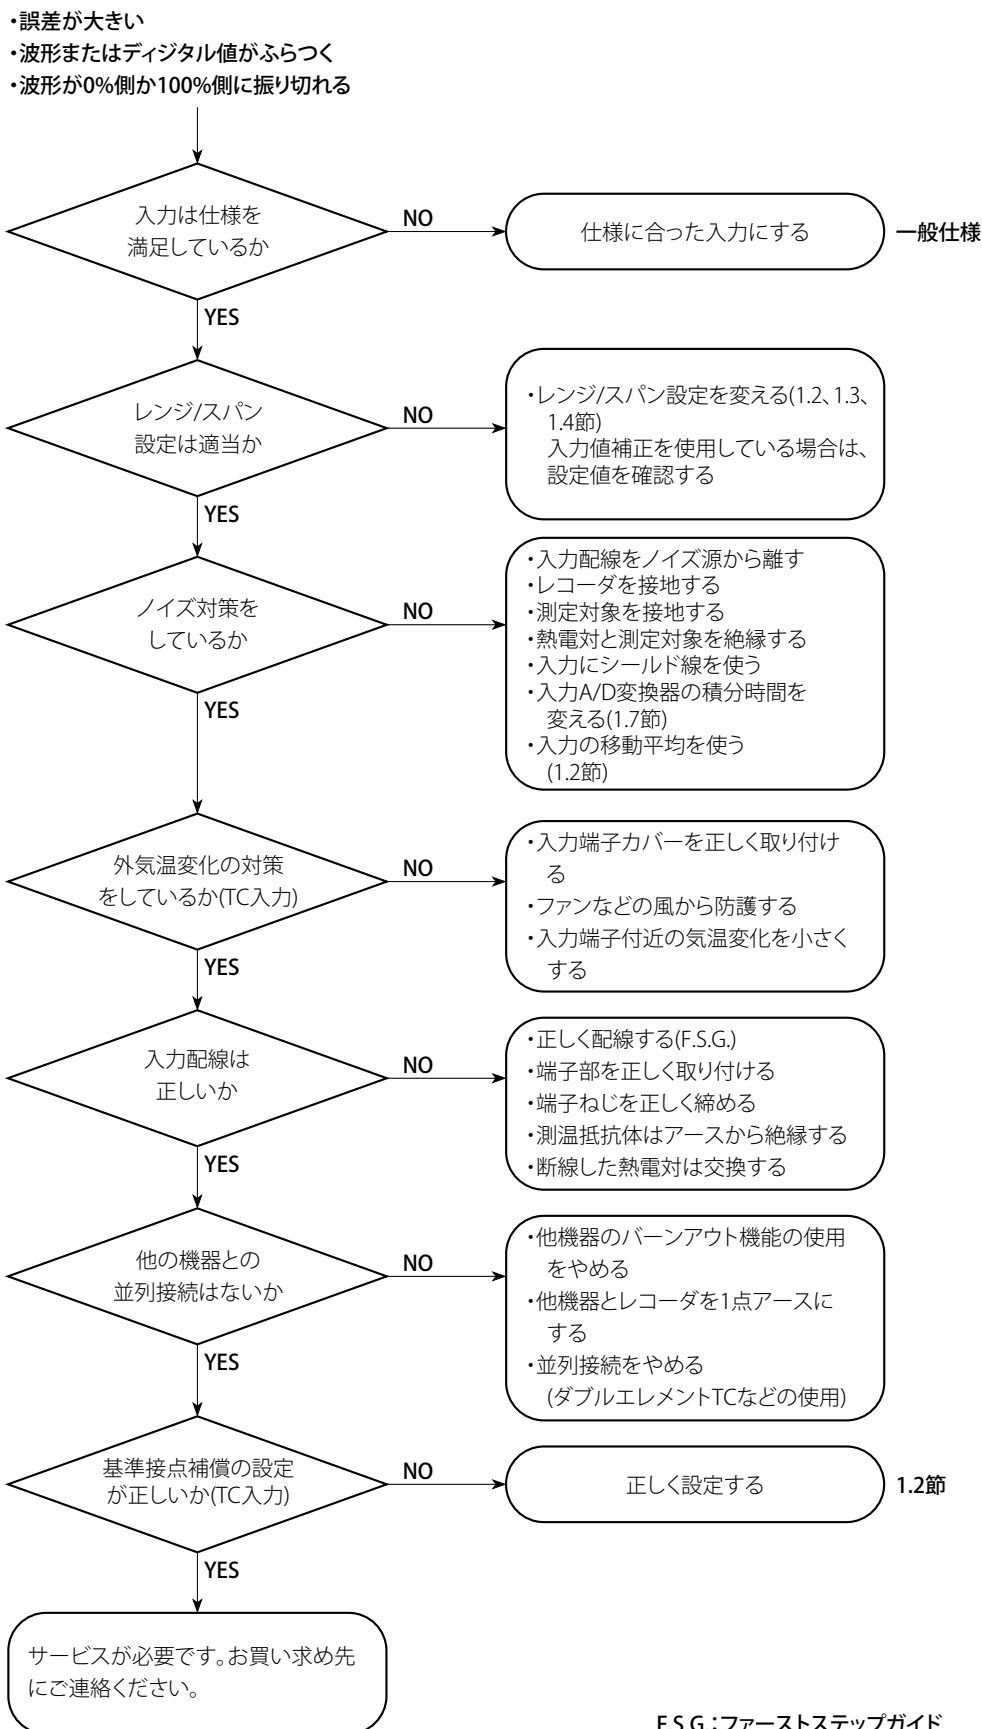 ・誤差が大きい
・波形またはディジタル値がふらつく
・波形が0%側か100%側に振り切れる
入力は仕様を
満足しているか
NO
仕様に合った入力にする
一般仕様
YES
レンジ/スパン
設定は適当か
NO
・レンジ/スパン設定を変える(1.2、1.3、
1.4節)
入力値補正を使用している場合は、
設定値を確認する
YES
ノイズ対策を
しているか
NO
・入力配線をノイズ源から離す
・レコーダを接地する
・測定対象を接地する
・熱電対と測定対象を絶縁する
・入力にシールド線を使う
・入力A/D変換器の積分時間を
変える(1.7節)
・入力の移動平均を使う
(1.2節)
YES
外気温変化の対策
をしているか(TC入力)
NO
・入力端子カバーを正しく取り付け
る
・ファンなどの風から防護する
・入力端子付近の気温変化を小さく
する
YES
入力配線は
正しいか
NO
・正しく配線する(F.S.G.)
・端子部を正しく取り付ける
・端子ねじを正しく締める
・測温抵抗体はアースから絶縁する
・断線した熱電対は交換する
YES
他の機器との
並列接続はないか
NO
・他機器のバーンアウト機能の使用
をやめる
・他機器とレコーダを1点アースに
する
・並列接続をやめる
(ダブルエレメントTCなどの使用)
YES
基準接点補償の設定
が正しいか(TC入力)
NO
正しく設定する
1.2節
YES
サービスが必要です。お買い求め先
にご連絡ください。
F.S.G.：ファーストステップガイド